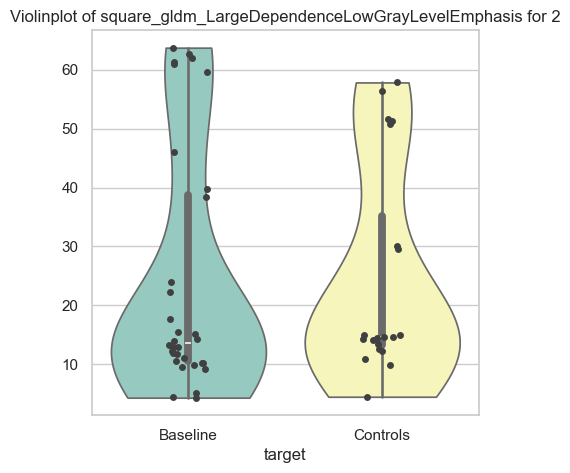 Violinplot of square_gldm_LargeDependenceLowGrayLevelEmphasis for 2
60
50
40
30
20
10
Baseline Controls
target